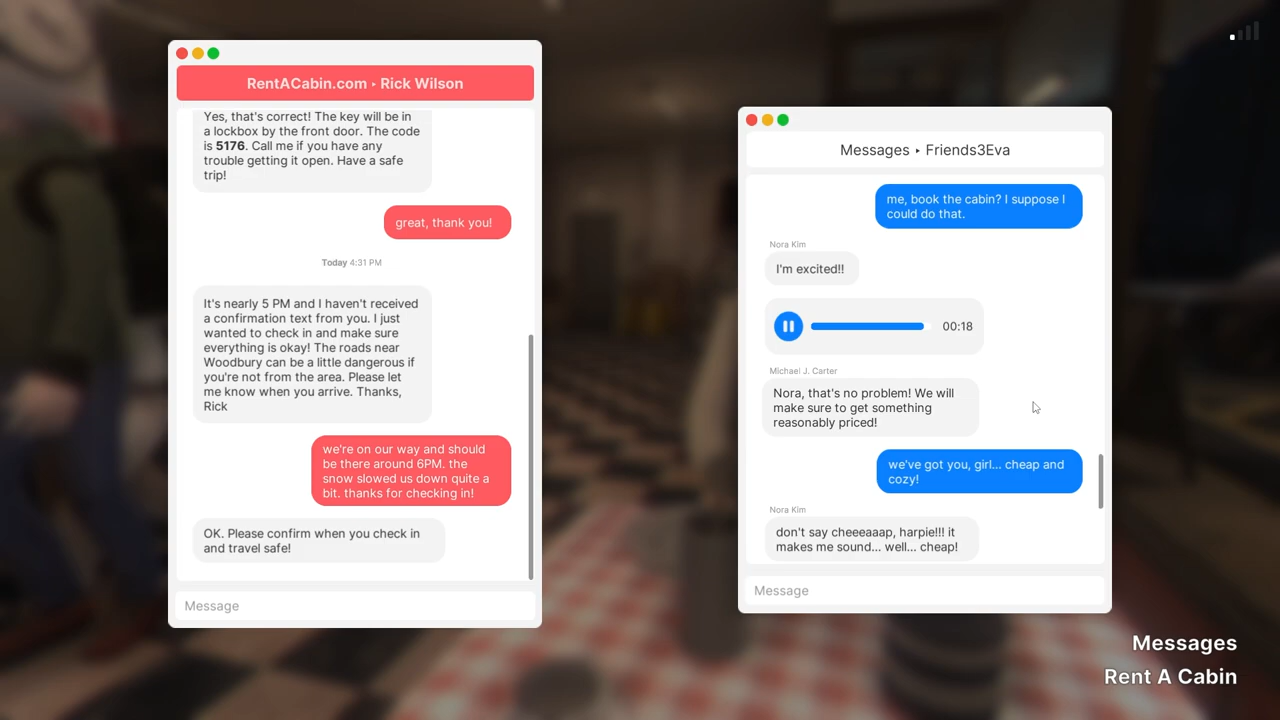 RentACabin.com ‣ Rick Wilson
Yes, that's correct! The key will be
in a lockbox by the front door. The code
is 5176. Call me if you have any
trouble getting it open. Have a safe
trip!
great, thank you!
Today 4:31 PM
It's nearly 5 PM and I haven't received
a confirmation text from you. I just
wanted to check in and make sure
everything is okay! The roads near
Woodbury can be a little dangerous if
you're not from the area. Please let
me know when you arrive. Thanks,
Rick
we're on our way and should
be there around 6PM. the
snow slowed us down quite a
bit. thanks for checking in!
OK. Please confirm when you check in
and travel safe!
Message
Messages ‣ Friends3Eva
me, book the cabin? I suppose I
could do that.
Nora Kim
I'm excited!!
00:18
Michael J. Carter
Nora, that's no problem! We will
make sure to get something
reasonably priced!
we've got you, girl... cheap and
cozy!
Nora Kim
don't say cheeeaaap, harpie!!! it
makes me sound... well... cheap!
Message
Messages
Rent A Cabin